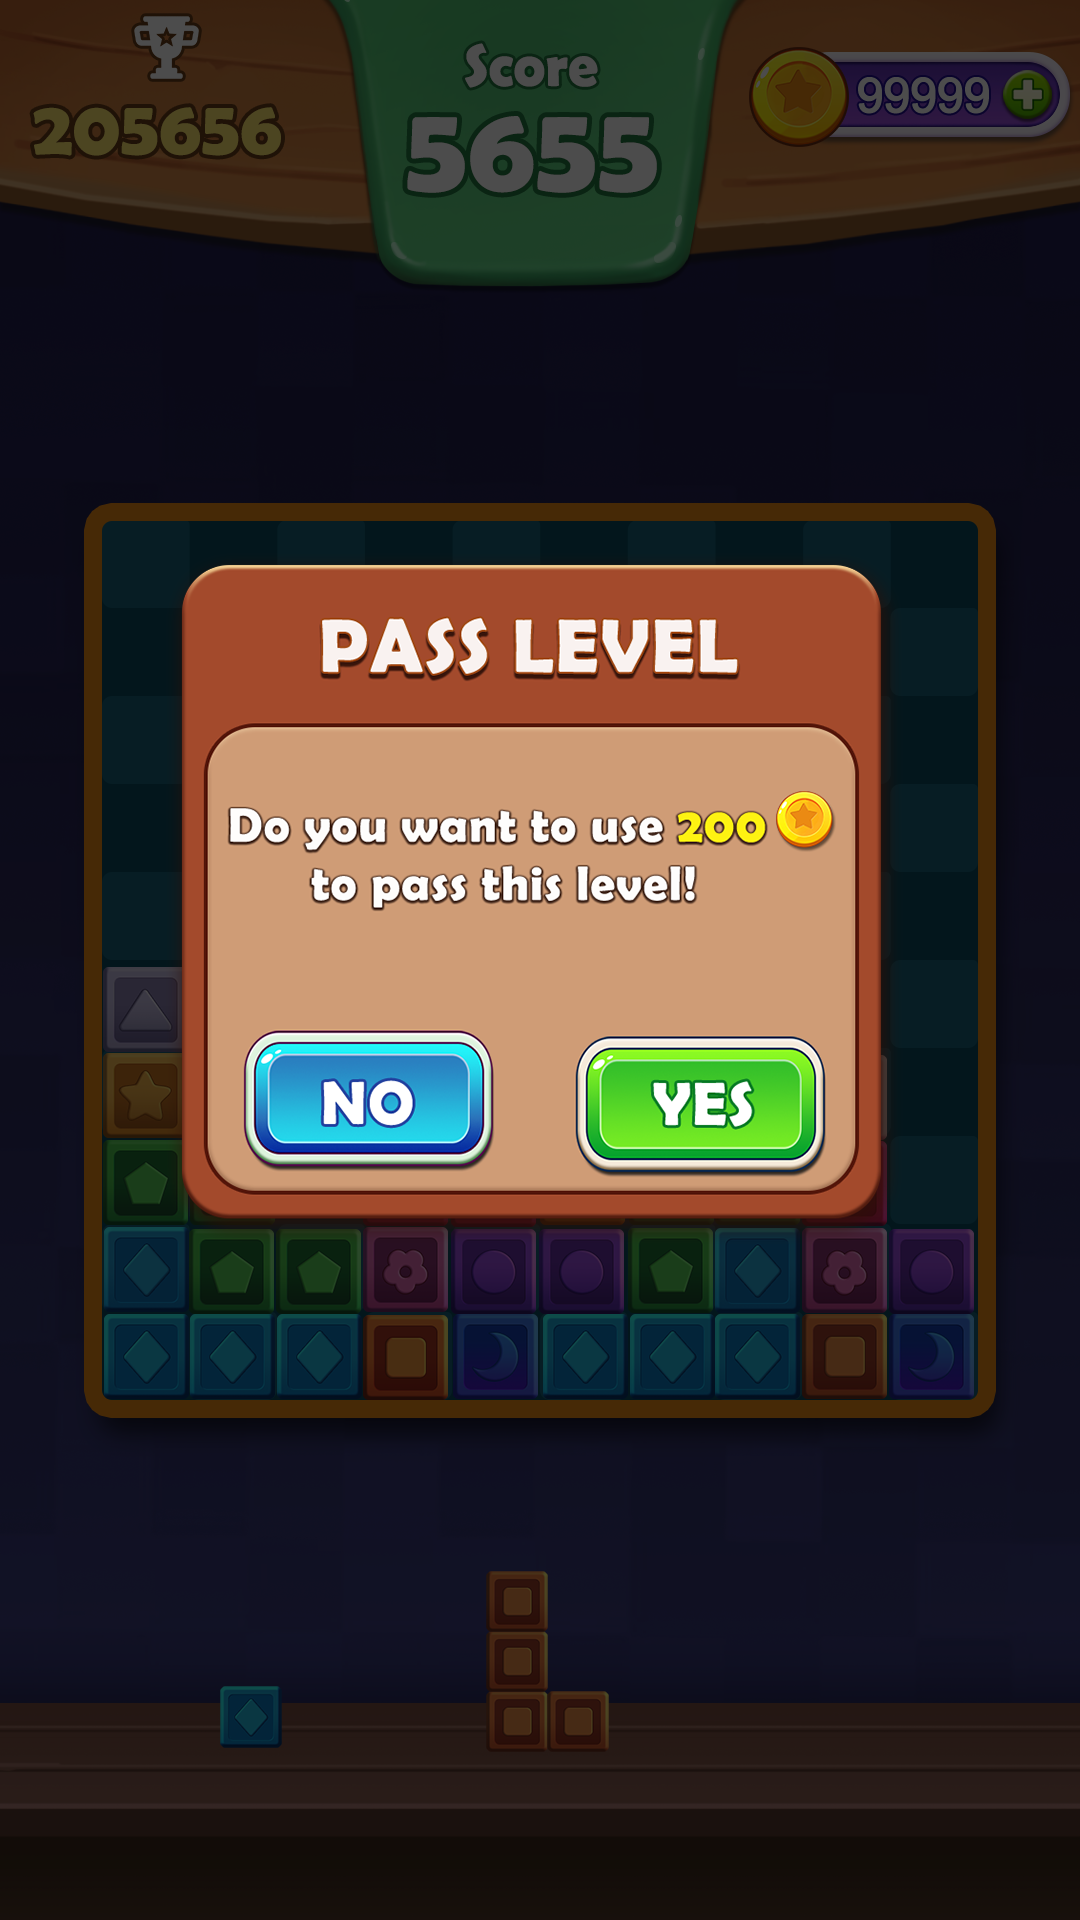 205656
Score
5655
99999
PASS LEVEL
Do you want to use 200
to pass this level!
NO
YES